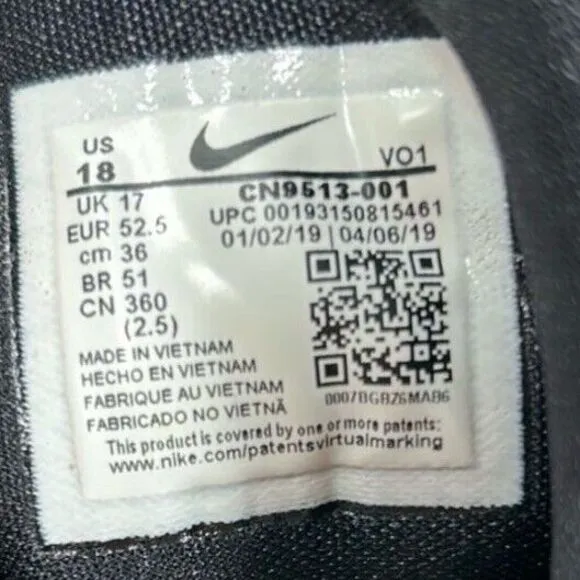 US
18
VO1
UK 17
CN9513-001
EUR 52.5
UPC 00193150815461
cm 36
01/02/19 | 04/06/19
BR 51
CN 360
(2.5)
MADE IN VIETNAM
HECHO EN VIETNAM
FABRIQUE AU VIETNAM
FABRICADO NO VIETNÃ
This product is covered by one or more patents:
www.nike.com/patentsvirtualmarking